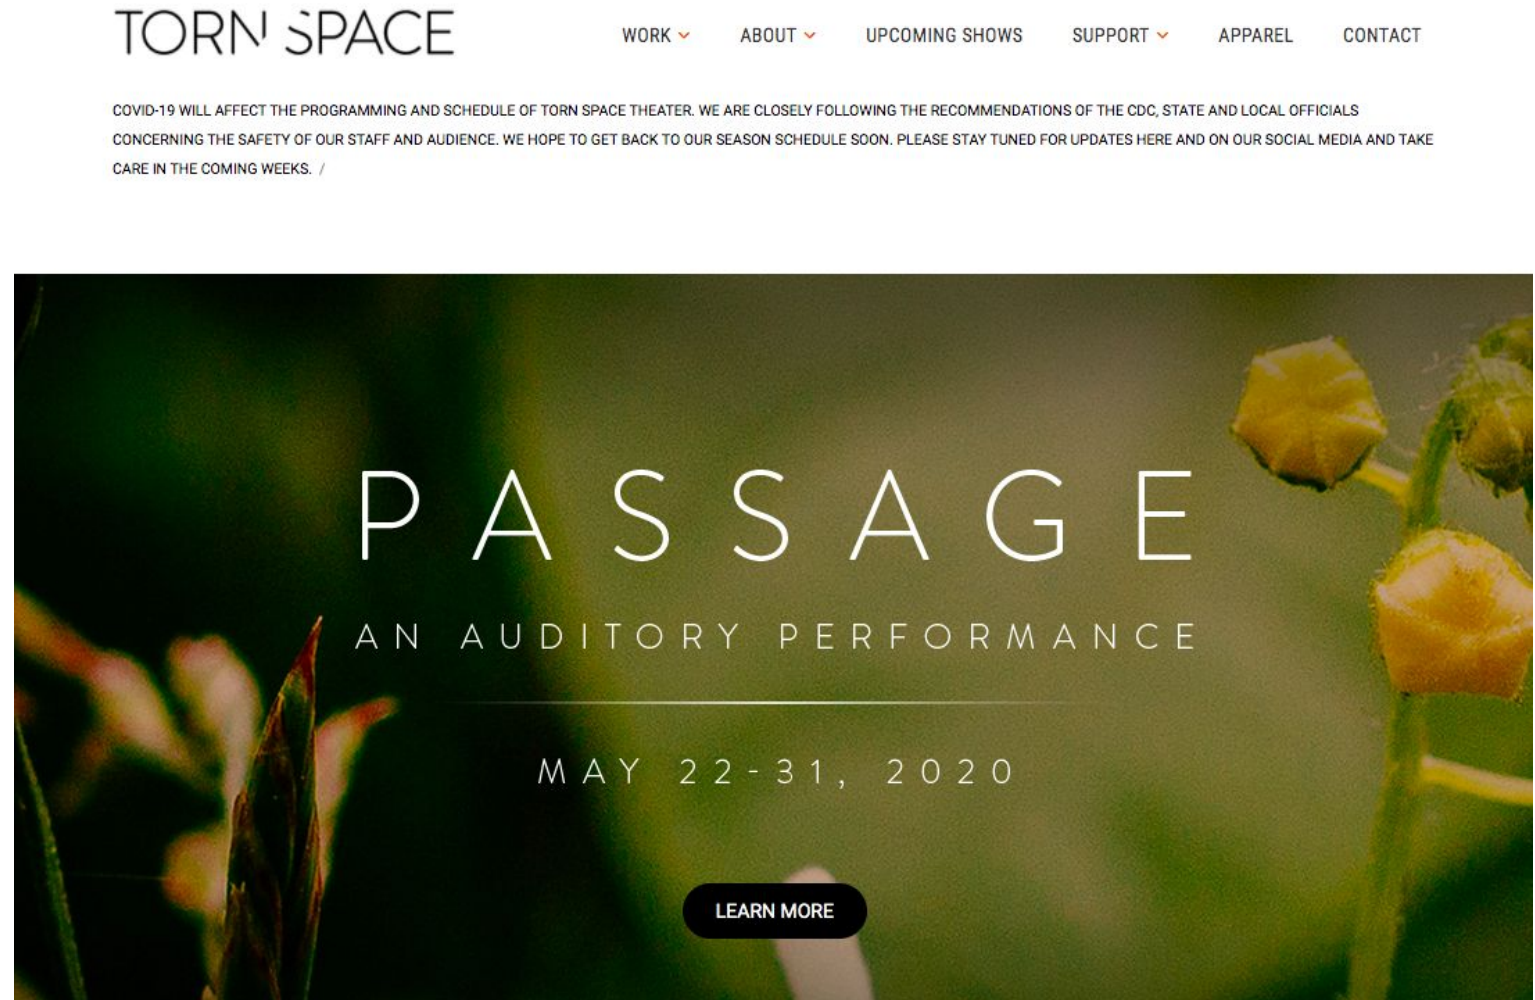 TORN SPACE
WORK ABOUT UPCOMING SHOWS SUPPORT APPAREL CONTACT
COVID-19 WILL AFFECT THE PROGRAMMING AND SCHEDULE OF TORN SPACE THEATER. WE ARE CLOSELY FOLLOWING THE RECOMMENDATIONS OF THE CDC, STATE AND LOCAL OFFICIALS
CONCERNING THE SAFETY OF OUR STAFF AND AUDIENCE. WE HOPE TO GET BACK TO OUR SEASON SCHEDULE SOON. PLEASE STAY TUNED FOR UPDATES HERE AND ON OUR SOCIAL MEDIA AND TAKE
CARE IN THE COMING WEEKS. /
PASSAGE
AN AUDITORY PERFORMANCE
MAY 22-31, 2020
LEARN MORE